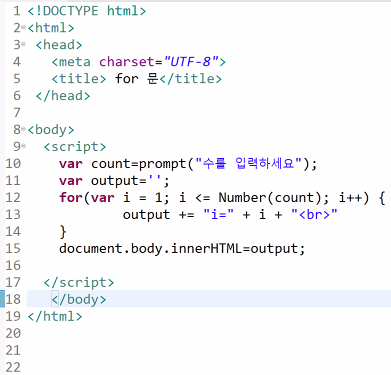 1 <!DOCTYPE html>
2 <html>
3 <head>
4 <meta charset="UTF-8">
5 <title> for 문</title>
6 </head>
7
8 <body>
9 <script>
10 var count=prompt("수를 입력하세요");
11 var output='';
12 for(var i = 1; i <= Number(count); i++) {
13 output += "i=" + i + "<br>"
14 }
15 document.body.innerHTML=output;
16
17 </script>
18 </body>
19 </html>
20
21
22